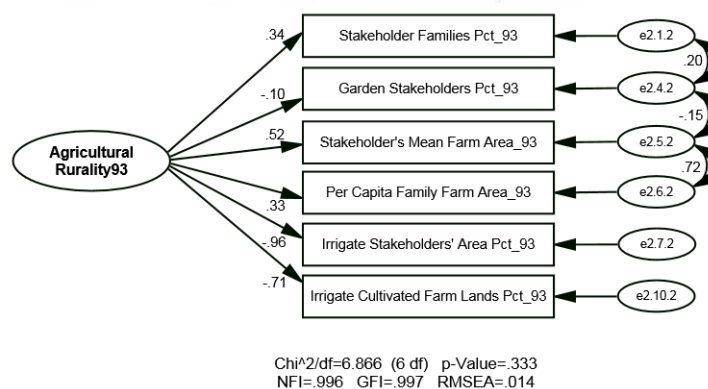 .34
Stakeholder Families Pct_93
e2.1.2
.20
-.10
Garden Stakeholders Pct_93
e2.4.2
-.15
.52
Stakeholder's Mean Farm Area_93
e2.5.2
Agricultural
Rurality93
.72
Per Capita Family Farm Area_93
e2.6.2
.33
Irrigate Stakeholders' Area Pct_93
e2.7.2
-.96
-.71
Irrigate Cultivated Farm Lands Pct_93
e2.10.2
Chi^2/df=6.866 (6 df) p-Value=.333
NFI=.996 GFI=.997 RMSEA=.014